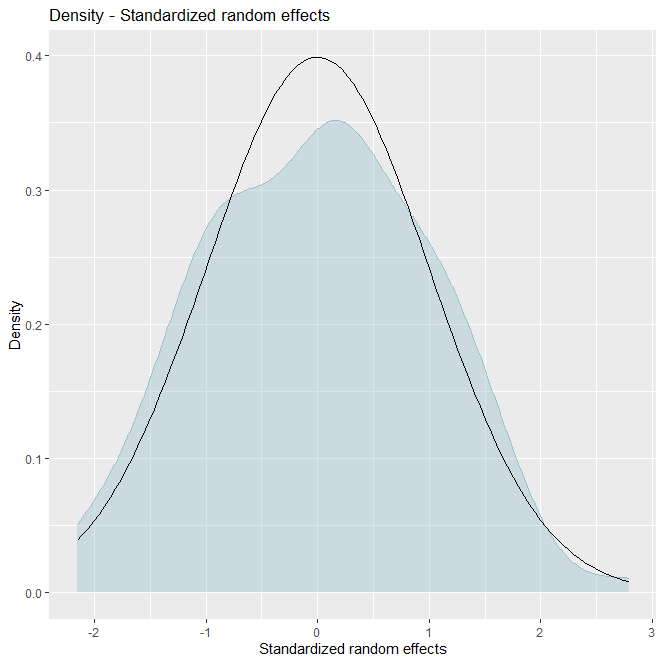 Density - Standardized random effects
0.4
0.3
0.2
0.1
0.0
Density
-2 -1 0 1 2 3
Standardized random effects